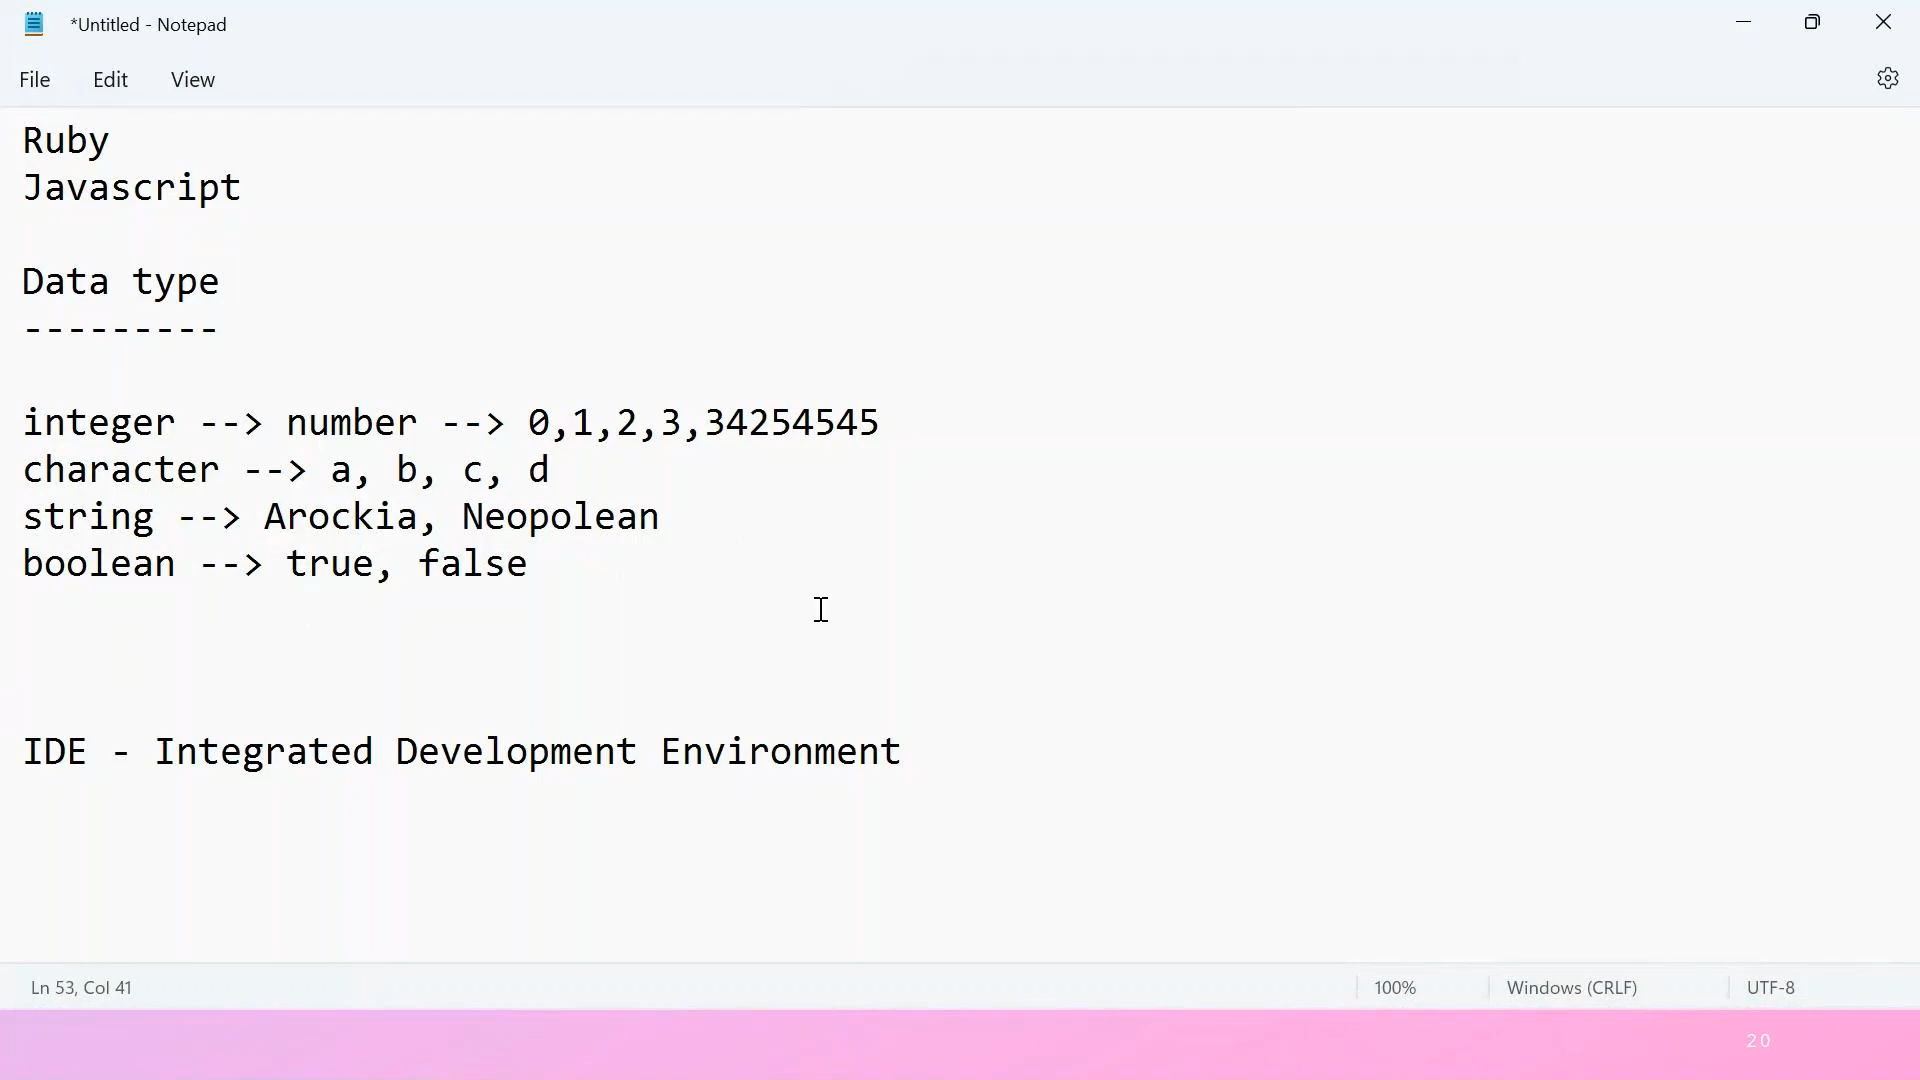 *Untitled - Notepad
File Edit View
Ruby
Javascript
Data type
---------
integer --> number --> 0,1,2,3,34254545
character --> a, b, c, d
string --> Arockia, Neopolean
boolean --> true, false
IDE - Integrated Development Environment
Ln 53, Col 41 100% Windows (CRLF) UTF-8
20